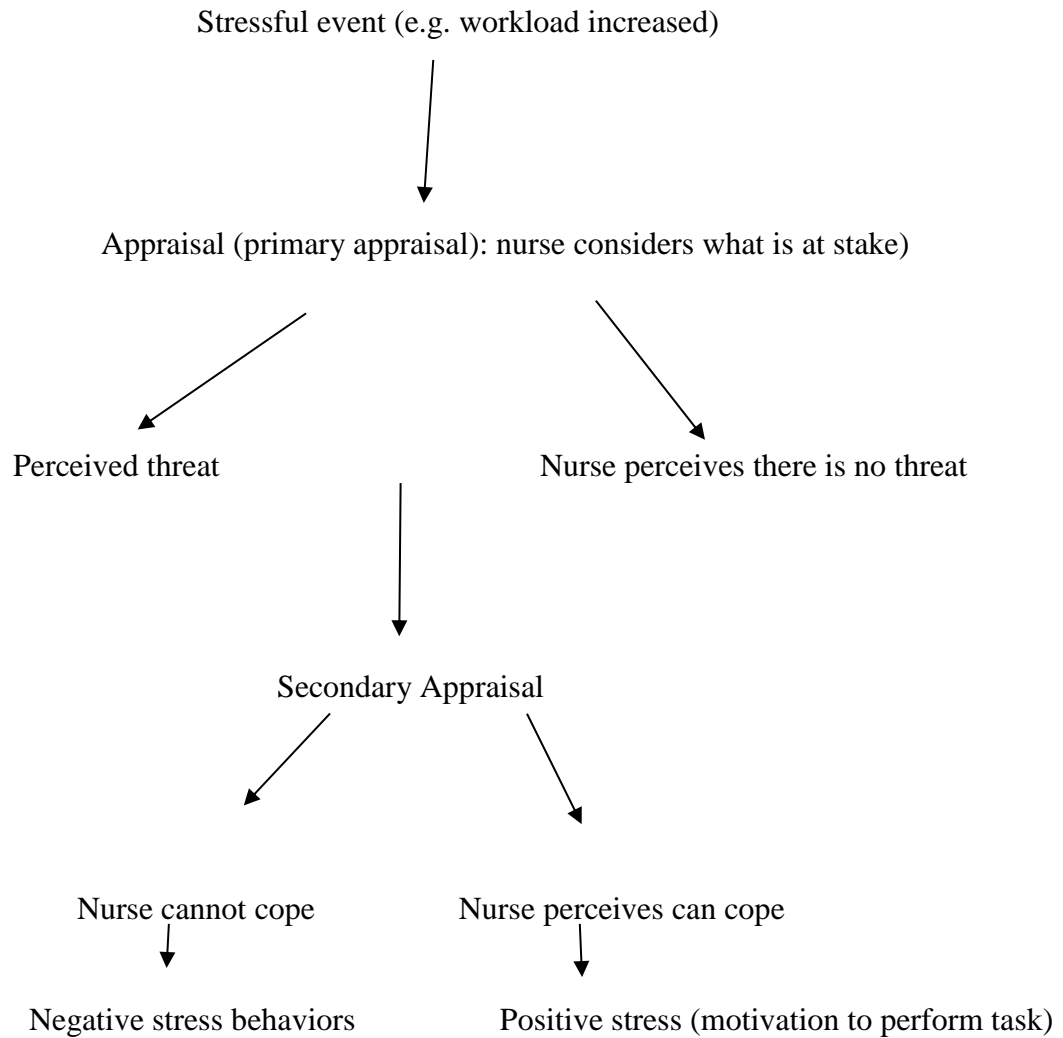 Stressful event (e.g. workload increased)
Appraisal (primary appraisal): nurse considers what is at stake)
Perceived threat
Nurse perceives there is no threat
Secondary Appraisal
Nurse cannot cope
Nurse perceives can cope
Negative stress behaviors
Positive stress (motivation to perform task)